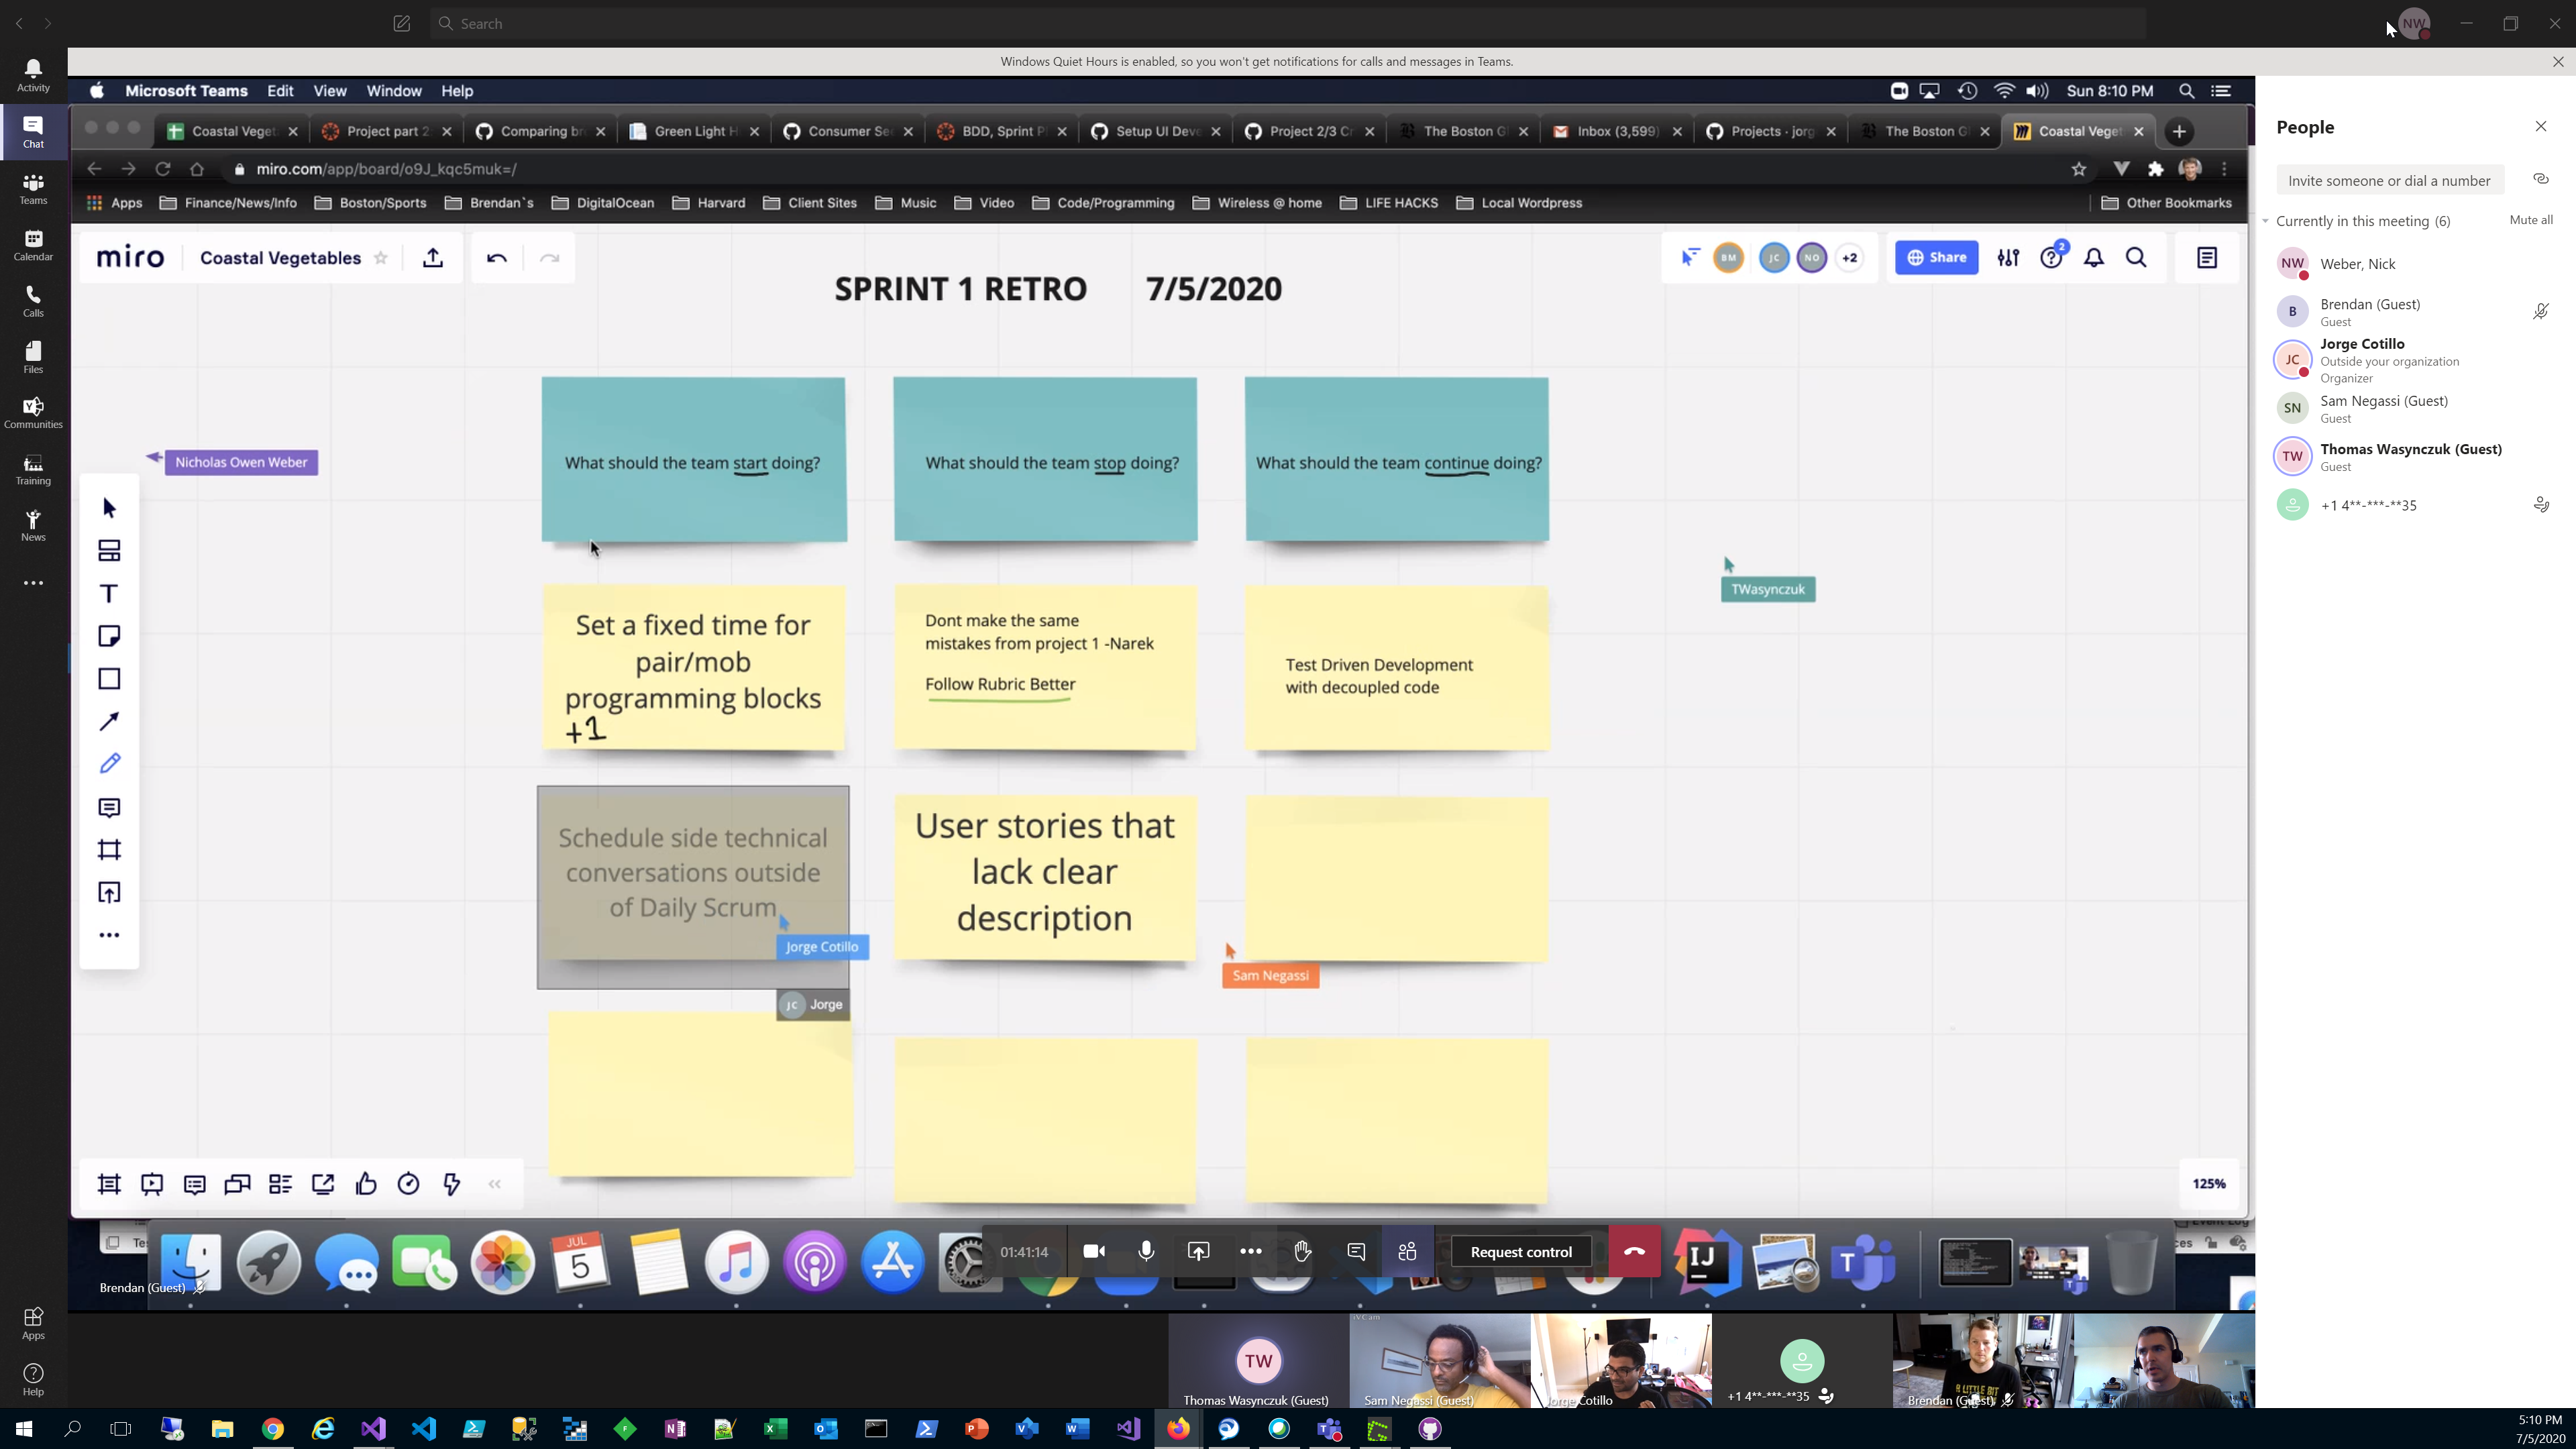 Search
NW
Windows Quiet Hours is enabled, so you won't get notifications for calls and messages in Teams.
Activity
Chat
Teams
Calendar
Calls
Files
Communities
Training
News
Apps
Help
Microsoft Teams Edit View Window Help
Sun 8:10 PM
Coastal Veget
Project part 2
Comparing br
Green Light H
Consumer Se
BDD, Sprint Pl
Setup UI Deve
Project 2/3 Cr
The Boston Gl
Inbox (3,599)
Projects · jorg
The Boston Gl
Coastal Veget
miro.com/app/board/o9J_kqc5muk=/
Apps
Finance/News/Info
Boston/Sports
Brendan`s
DigitalOcean
Harvard
Client Sites
Music
Video
Code/Programming
Wireless @ home
LIFE HACKS
Local Wordpress
Other Bookmarks
miro
Coastal Vegetables
BM
JC
NO
+2
Share
2
SPRINT 1 RETRO 7/5/2020
What should the team start doing?
What should the team stop doing?
What should the team continue doing?
Nicholas Owen Weber
TWasynczuk
Set a fixed time for
pair/mob
programming blocks
+1
Dont make the same
mistakes from project 1 -Narek
Follow Rubric Better
Test Driven Development
with decoupled code
Schedule side technical
conversations outside
of Daily Scrum
Jorge Cotillo
JC Jorge
User stories that
lack clear
description
Sam Negassi
125%
People
Invite someone or dial a number
Currently in this meeting (6)
Mute all
NW
Weber, Nick
B
Brendan (Guest)
Guest
JC
Jorge Cotillo
Outside your organization
Organizer
SN
Sam Negassi (Guest)
Guest
TW
Thomas Wasynczuk (Guest)
Guest
+1 4**-***-**35
JUL
5
01:41:14
Request control
IJ
Brendan (Guest)
TW
Thomas Wasynczuk (Guest)
iVCam
Sam Negassi (Guest)
Jorge Cotillo
+1 4**-***-**35
A LITTLE BIT
Brendan (Guest)
5:10 PM
7/5/2020